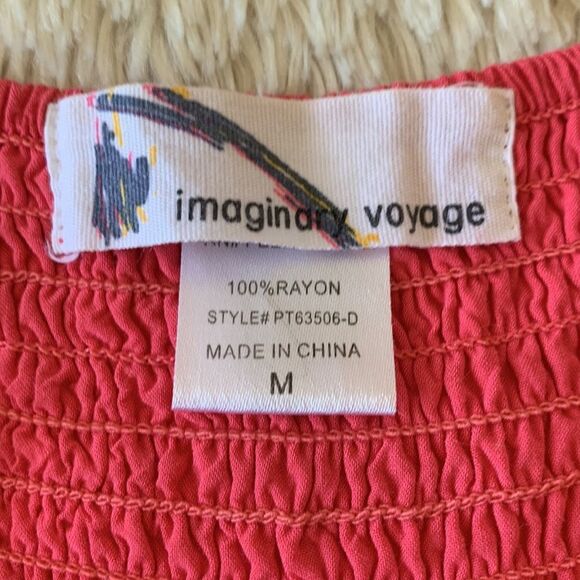 imaginary voyage
100%RAYON
STYLE# PT63506-D
MADE IN CHINA
M